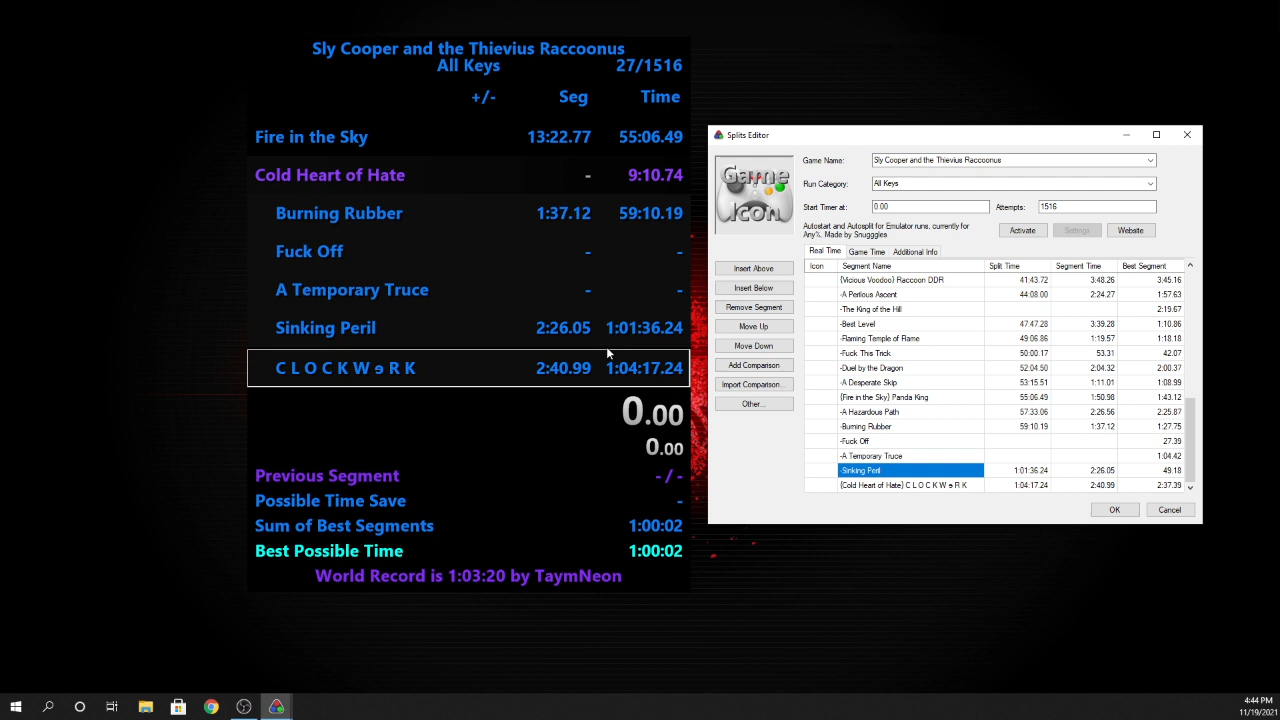 Sly Cooper and the Thievius Raccoonus
All Keys 27/1516
+/- Seg Time
Fire in the Sky 13:22.77 55:06.49
Cold Heart of Hate - 9:10.74
Burning Rubber 1:37.12 59:10.19
Fuck Off - -
A Temporary Truce - -
Sinking Peril 2:26.05 1:01:36.24
C L O C K W ɘ R K 2:40.99 1:04:17.24
0.00
0.00
Previous Segment - / -
Possible Time Save -
Sum of Best Segments 1:00:02
Best Possible Time 1:00:02
World Record is 1:03:20 by TaymNeon
Splits Editor
Game Icon
Game Name: Sly Cooper and the Thievius Raccoonus
Run Category: All Keys
Start Timer at: 0.00 Attempts: 1516
Autostart and Autosplit for Emulator runs, currently for
Any%. Made by Snugggles
Activate Settings Website
Real Time Game Time Additional Info
Icon Segment Name Split Time Segment Time Best Segment
{Vicious Voodoo} Raccoon DDR 41:43.72 3:48.26 3:45.16
-A Perilous Ascent 44:08.00 2:24.27 1:57.63
-The King of the Hill 2:19.67
-Best Level 47:47.28 3:39.28 1:10.86
-Flaming Temple of Flame 49:06.86 1:19.57 1:18.18
-Fuck This Trick 50:00.17 53.31 42.07
-Duel by the Dragon 52:04.50 2:04.32 2:00.37
-A Desperate Skip 53:15.51 1:11.01 1:08.99
{Fire in the Sky} Panda King 55:06.49 1:50.98 1:43.12
-A Hazardous Path 57:33.06 2:26.56 2:25.87
-Burning Rubber 59:10.19 1:37.12 1:27.75
-Fuck Off 27.39
-A Temporary Truce 1:04.42
-Sinking Peril 1:01:36.24 2:26.05 49.18
{Cold Heart of Hate} C L O C K W ɘ R K 1:04:17.24 2:40.99 2:37.39
Insert Above
Insert Below
Remove Segment
Move Up
Move Down
Add Comparison
Import Comparison...
Other...
OK Cancel
4:44 PM
11/19/2021